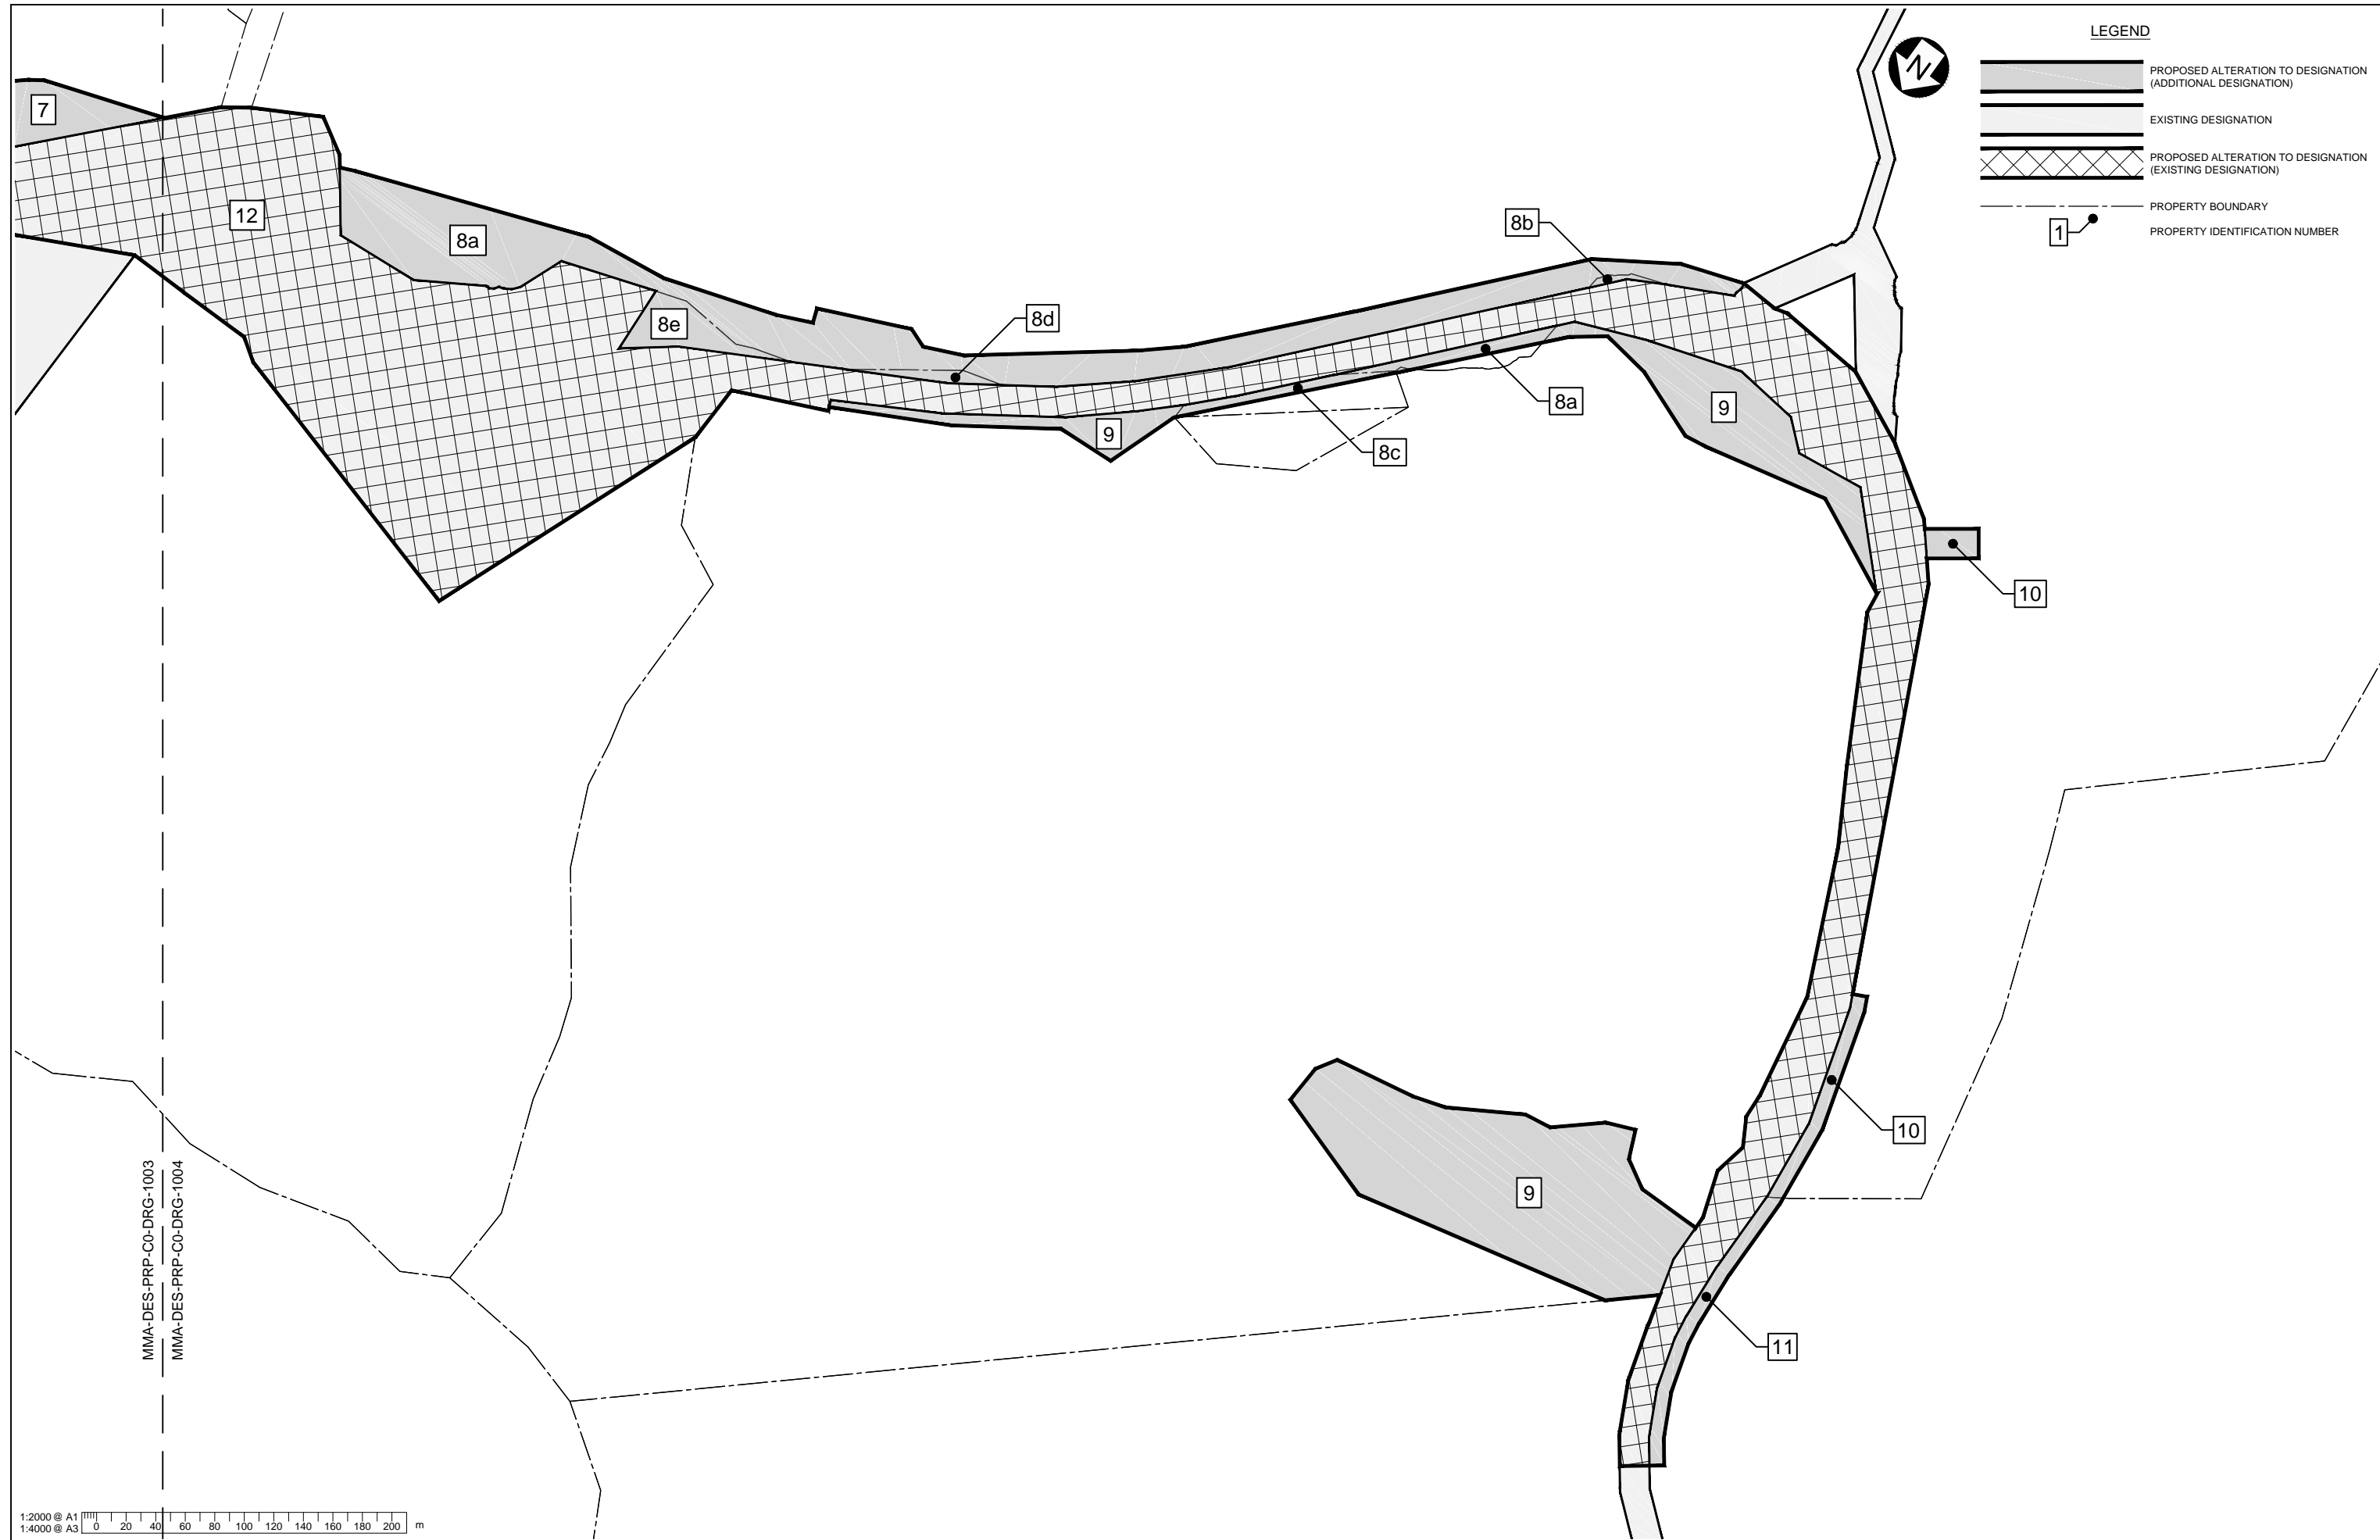 LEGEND
PROPOSED ALTERATION TO DESIGNATION
(ADDITIONAL DESIGNATION)
EXISTING DESIGNATION
PROPOSED ALTERATION TO DESIGNATION
(EXISTING DESIGNATION)
PROPERTY BOUNDARY
1
PROPERTY IDENTIFICATION NUMBER
N
7
12
8a
8b
8e
8d
8a
9
9
8c
10
10
9
11
MMA-DES-PRP-C0-DRG-1003
MMA-DES-PRP-C0-DRG-1004
1:2000 @ A1
1:4000 @ A3
0 20 40 60 80 100 120 140 160 180 200 m